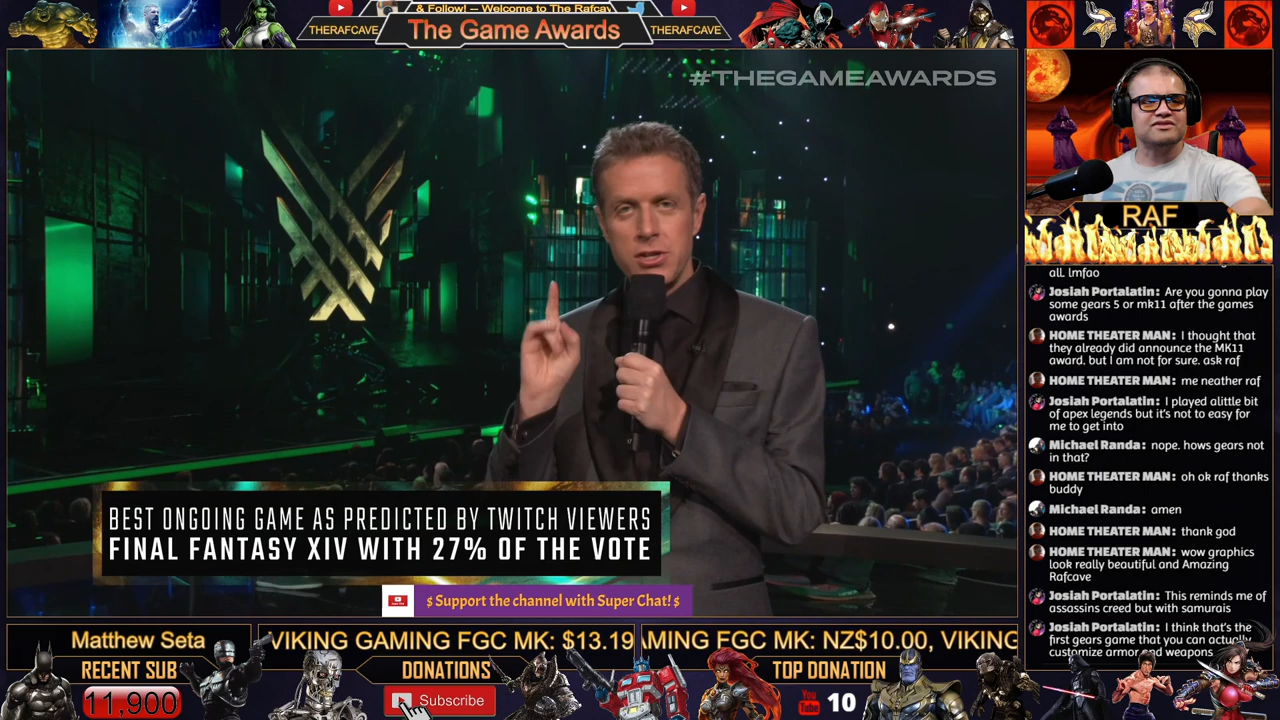 & Follow! -- Welcome to The Rafcav
THERAFCAVE
The Game Awards
THERAFCAVE
#THEGAMEAWARDS
RAF
all. lmfao
Josiah Portalatin: Are you gonna play
some gears 5 or mk11 after the games
awards
HOME THEATER MAN: I thought that
they already did announce the MK11
award. but I am not for sure. ask raf
HOME THEATER MAN: me neather raf
Josiah Portalatin: I played alittle bit
of apex legends but it's not to easy for
me to get into
Michael Randa: nope. hows gears not
in that?
HOME THEATER MAN: oh ok raf thanks
buddy
Michael Randa: amen
HOME THEATER MAN: thank god
HOME THEATER MAN: wow graphics
look really beautiful and Amazing
Rafcave
Josiah Portalatin: This reminds me of
assassins creed but with samurais
Josiah Portalatin: I think that's the
first gears game that you can actually
customize armor and weapons
BEST ONGOING GAME AS PREDICTED BY TWITCH VIEWERS
FINAL FANTASY XIV WITH 27% OF THE VOTE
$ Support the channel with Super Chat! $
Matthew Seta
VIKING GAMING FGC MK: $13.19
AMING FGC MK: NZ$10.00, VIKING
RECENT SUB
DONATIONS
TOP DONATION
11,900
Subscribe
You
Tube
10